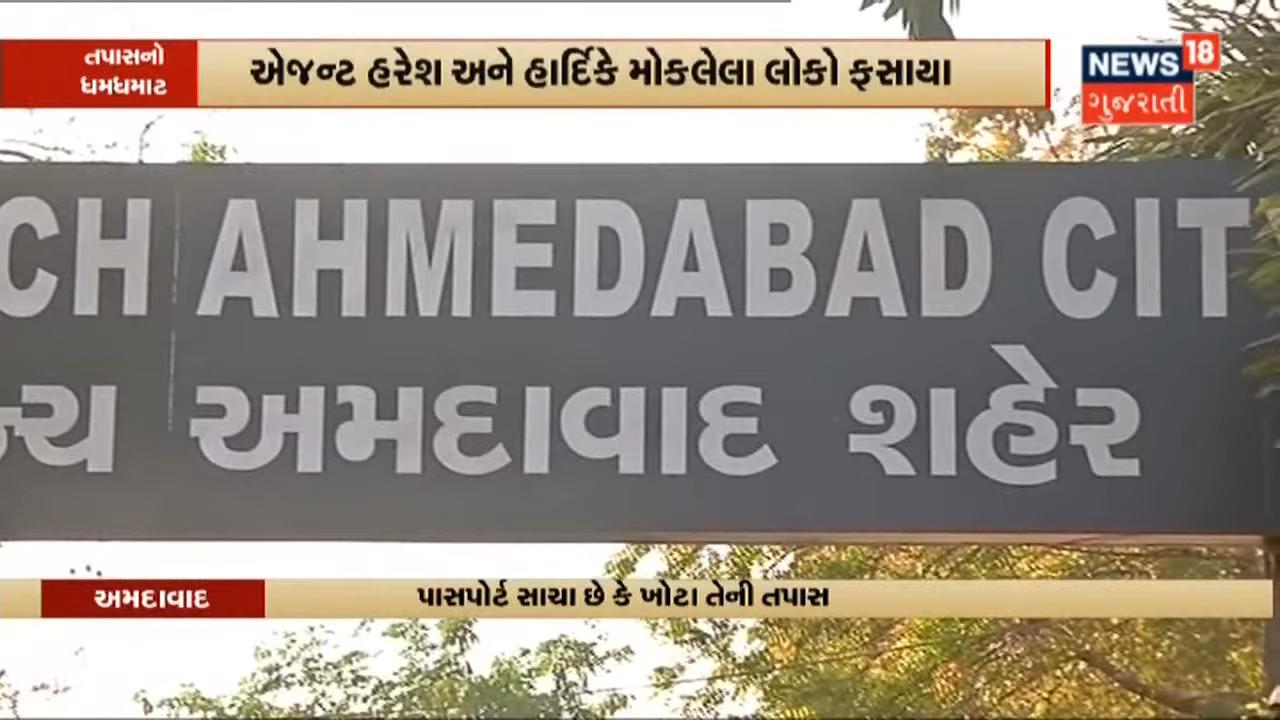 તપાસનો
ધમધમાટ
એજન્ટ હરેશ અને હાર્દિકે મોકલેલા લોકો ફસાયા
NEWS 18
ગુજરાતી
CH AHMEDABAD CIT
ન્ચ અમદાવાદ શહેર
અમદાવાદ
પાસપોર્ટ સાચા છે કે ખોટા તેની તપાસ